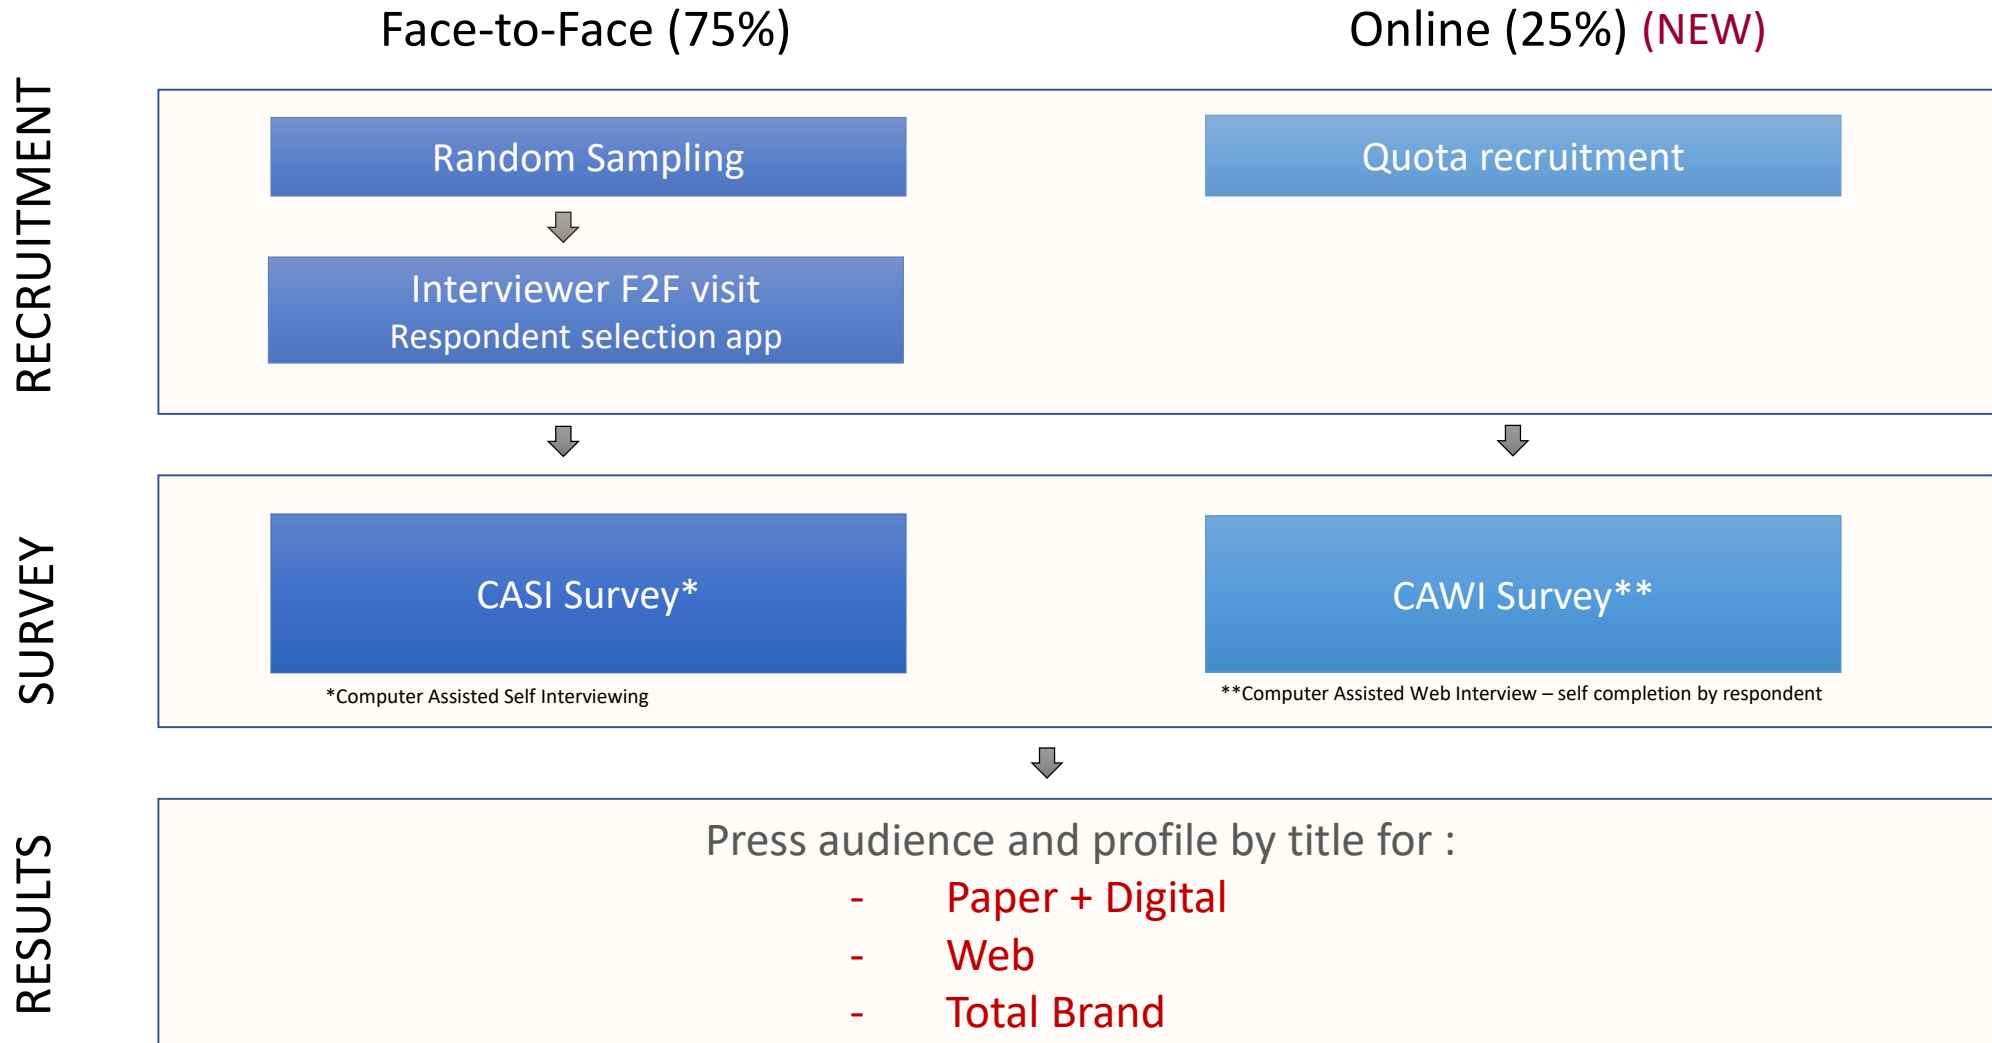 Face-to-Face (75%)
Online (25%) (NEW)
RECRUITMENT
Random Sampling
Quota recruitment
Interviewer F2F visit
Respondent selection app
SURVEY
CASI Survey*
CAWI Survey**
*Computer Assisted Self Interviewing
**Computer Assisted Web Interview – self completion by respondent
RESULTS
Press audience and profile by title for :
- Paper + Digital
- Web
- Total Brand